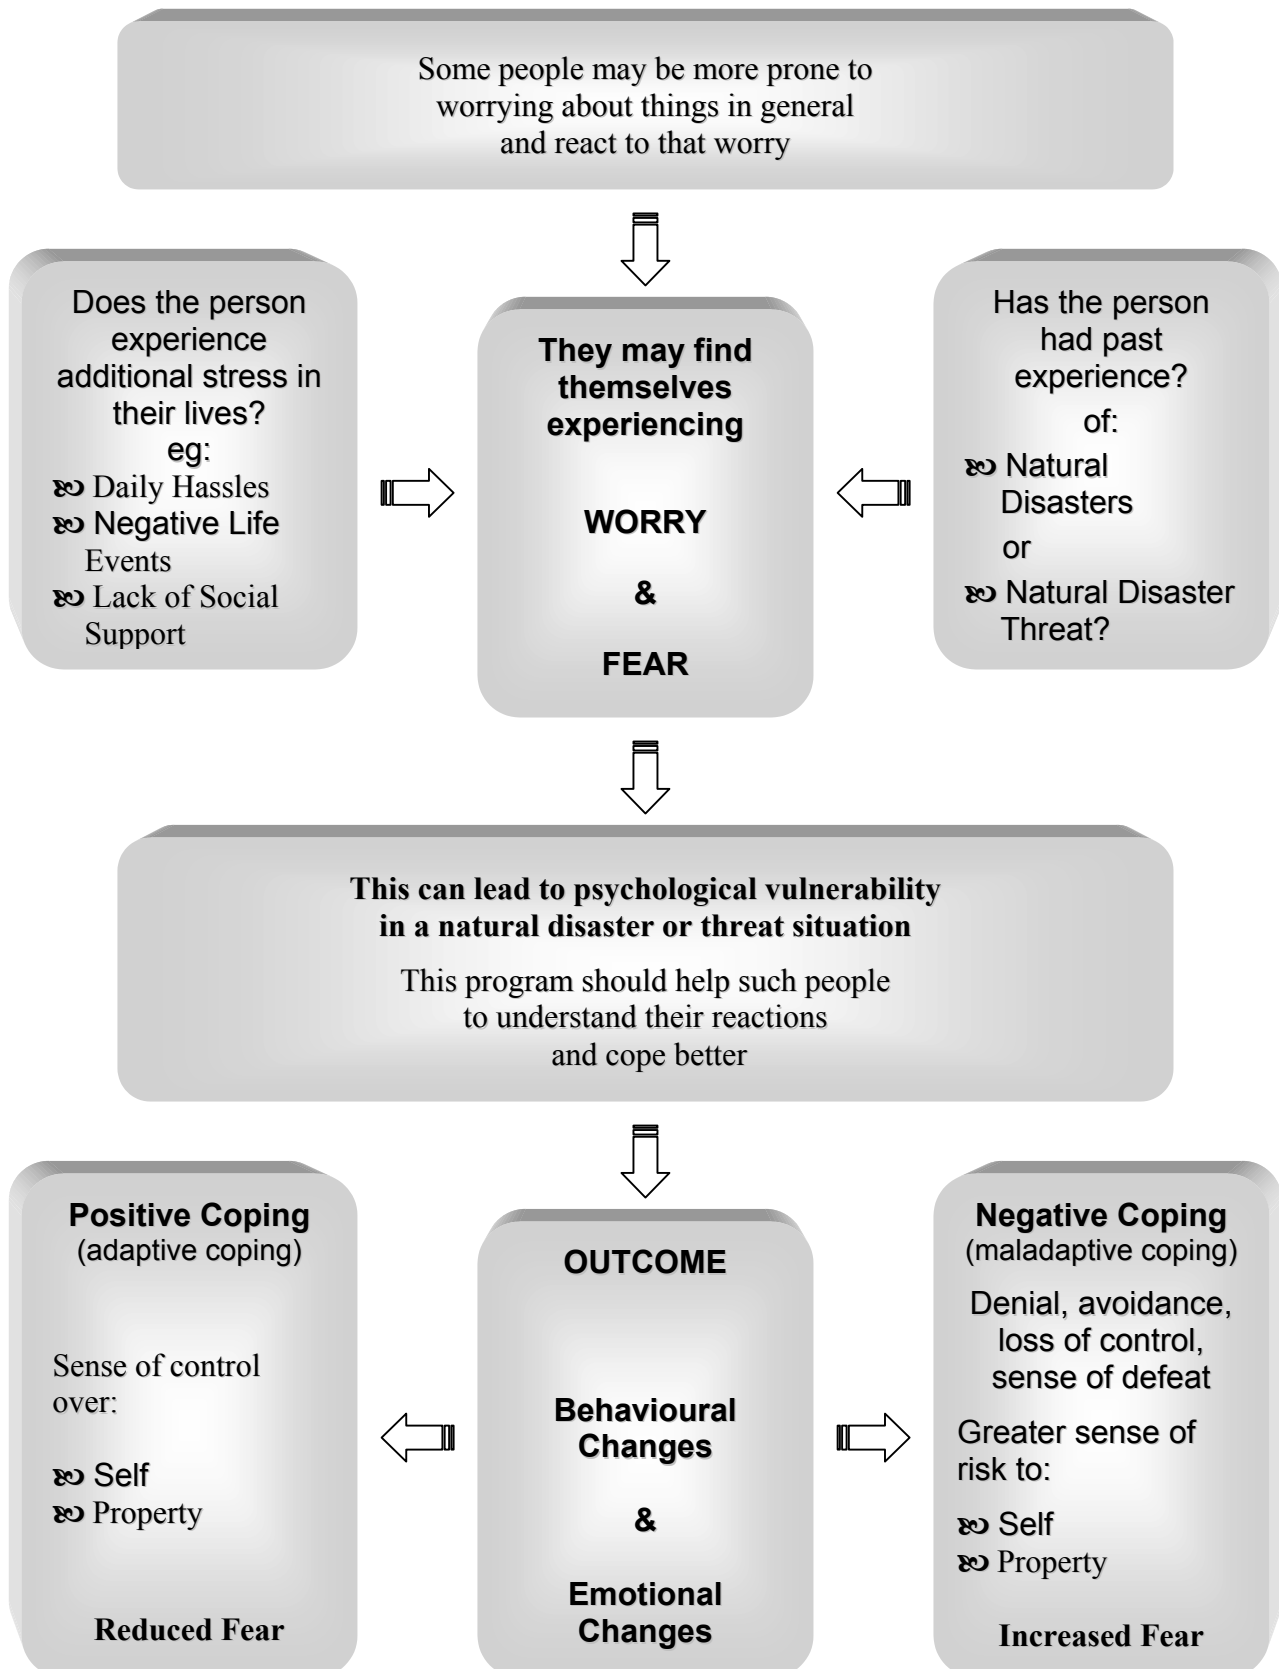 Some people may be more prone to
worrying about things in general
and react to that worry
Does the person
experience
additional stress in
their lives?
eg:
Daily Hassles
Negative Life
Events
Lack of Social
Support
They may find
themselves
experiencing
WORRY
&
FEAR
Has the person
had past
experience?
of:
Natural
Disasters
or
Natural Disaster
Threat?
This can lead to psychological vulnerability
in a natural disaster or threat situation
This program should help such people
to understand their reactions
and cope better
Positive Coping
(adaptive coping)
Sense of control
over:
Self
Property
Reduced Fear
OUTCOME
Behavioural
Changes
&
Emotional
Changes
Negative Coping
(maladaptive coping)
Denial, avoidance,
loss of control,
sense of defeat
Greater sense of
risk to:
Self
Property
Increased Fear